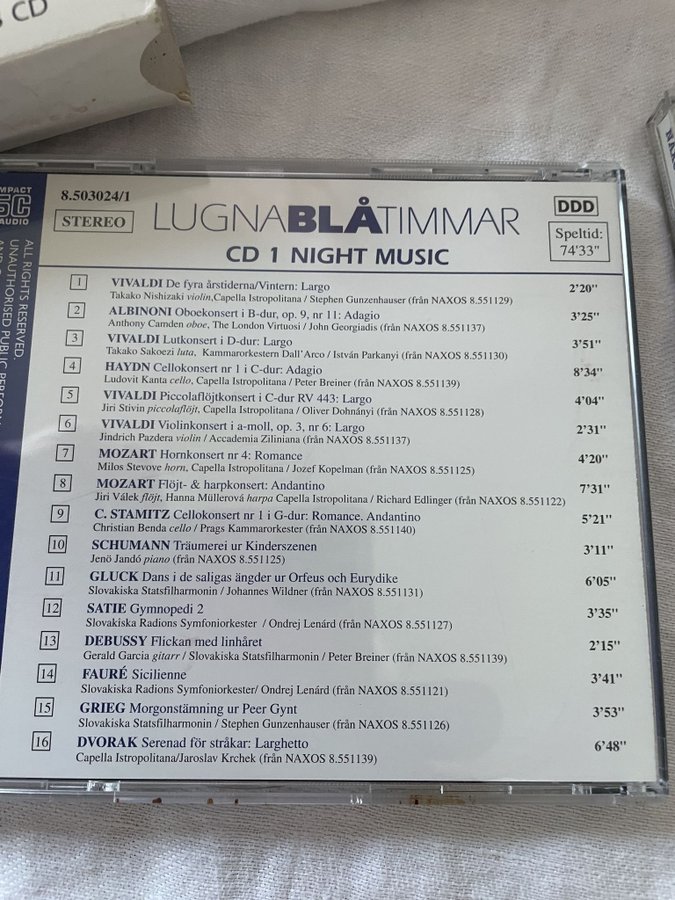 CD
COMPACT
AUDIO
ALL RIGHTS RESERVED.
UNAUTHORISED PUBLIC PERFORM
8.503024/1
STEREO
LUGNABLÅTIMMAR
CD 1 NIGHT MUSIC
DDD
Speltid:
74'33"
1 VIVALDI De fyra årstiderna/Vintern: Largo 2'20"
Takako Nishizaki violin,Capella Istropolitana / Stephen Gunzenhauser (från NAXOS 8.551129)
2 ALBINONI Oboekonsert i B-dur, op. 9, nr 11: Adagio 3'25"
Anthony Camden oboe, The London Virtuosi / John Georgiadis (från NAXOS 8.551137)
3 VIVALDI Lutkonsert i D-dur: Largo 3'51"
Takako Sakoezi luta, Kammarorkestern Dall'Arco / István Parkanyi (från NAXOS 8.551130)
4 HAYDN Cellokonsert nr 1 i C-dur: Adagio 8'34"
Ludovit Kanta cello, Capella Istropolitana / Peter Breiner (från NAXOS 8.551139)
5 VIVALDI Piccolaflöjtkonsert i C-dur RV 443: Largo 4'04"
Jiri Stivin piccolaflöjt, Capella Istropolitana / Oliver Dohnányi (från NAXOS 8.551128)
6 VIVALDI Violinkonsert i a-moll, op. 3, nr 6: Largo 2'31"
Jindrich Pazdera violin / Accademia Ziliniana (från NAXOS 8.551137)
7 MOZART Hornkonsert nr 4: Romance 4'20"
Milos Stevove horn, Capella Istropolitana / Jozef Kopelman (från NAXOS 8.551125)
8 MOZART Flöjt- & harpkonsert: Andantino 7'31"
Jiri Válek flöjt, Hanna Müllerová harpa Capella Istropolitana / Richard Edlinger (från NAXOS 8.551122)
9 C. STAMITZ Cellokonsert nr 1 i G-dur: Romance. Andantino 5'21"
Christian Benda cello / Prags Kammarorkester (från NAXOS 8.551140)
10 SCHUMANN Träumerei ur Kinderszenen 3'11"
Jenö Jandó piano (från NAXOS 8.551125)
11 GLUCK Dans i de saligas ängder ur Orfeus och Eurydike 6'05"
Slovakiska Statsfilharmonin / Johannes Wildner (från NAXOS 8.551131)
12 SATIE Gymnopedi 2 3'35"
Slovakiska Radions Symfoniorkester / Ondrej Lenárd (från NAXOS 8.551127)
13 DEBUSSY Flickan med linhåret 2'15"
Gerald Garcia gitarr / Slovakiska Statsfilharmonin / Peter Breiner (från NAXOS 8.551139)
14 FAURÉ Sicilienne 3'41"
Slovakiska Radions Symfoniorkester/ Ondrej Lenárd (från NAXOS 8.551121)
15 GRIEG Morgonstämning ur Peer Gynt 3'53"
Slovakiska Statsfilharmonin / Stephen Gunzenhauser (från NAXOS 8.551126)
16 DVORAK Serenad för stråkar: Larghetto 6'48"
Capella Istropolitana/Jaroslav Krchek (från NAXOS 8.551139)